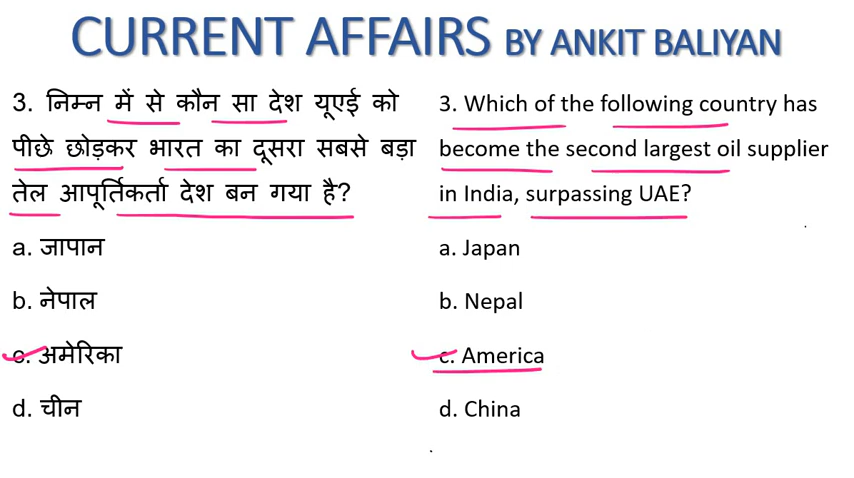 CURRENT AFFAIRS BY ANKIT BALIYAN
3. निम्न में से कौन सा देश यूएई को
पीछे छोड़कर भारत का दूसरा सबसे बड़ा
तेल आपूर्तिकर्ता देश बन गया है?
a. जापान
b. नेपाल
c. अमेरिका
d. चीन
3. Which of the following country has
become the second largest oil supplier
in India, surpassing UAE?
a. Japan
b. Nepal
c. America
d. China